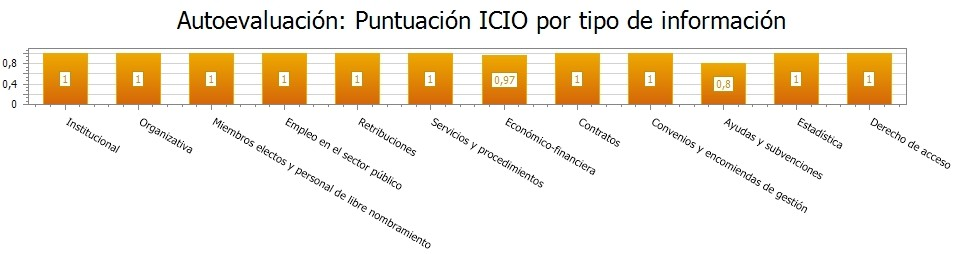 Autoevaluación: Puntuación ICIO por tipo de información
0,8
0,4
0
1
1
1
1
1
1
0,97
1
1
0,8
1
1
Institucional
Organizativa
Miembros electos y personal de libre nombramiento
Empleo en el sector público
Retribuciones
Servicios y procedimientos
Económico-financiera
Contratos
Convenios y encomiendas de gestión
Ayudas y subvenciones
Estadística
Derecho de acceso